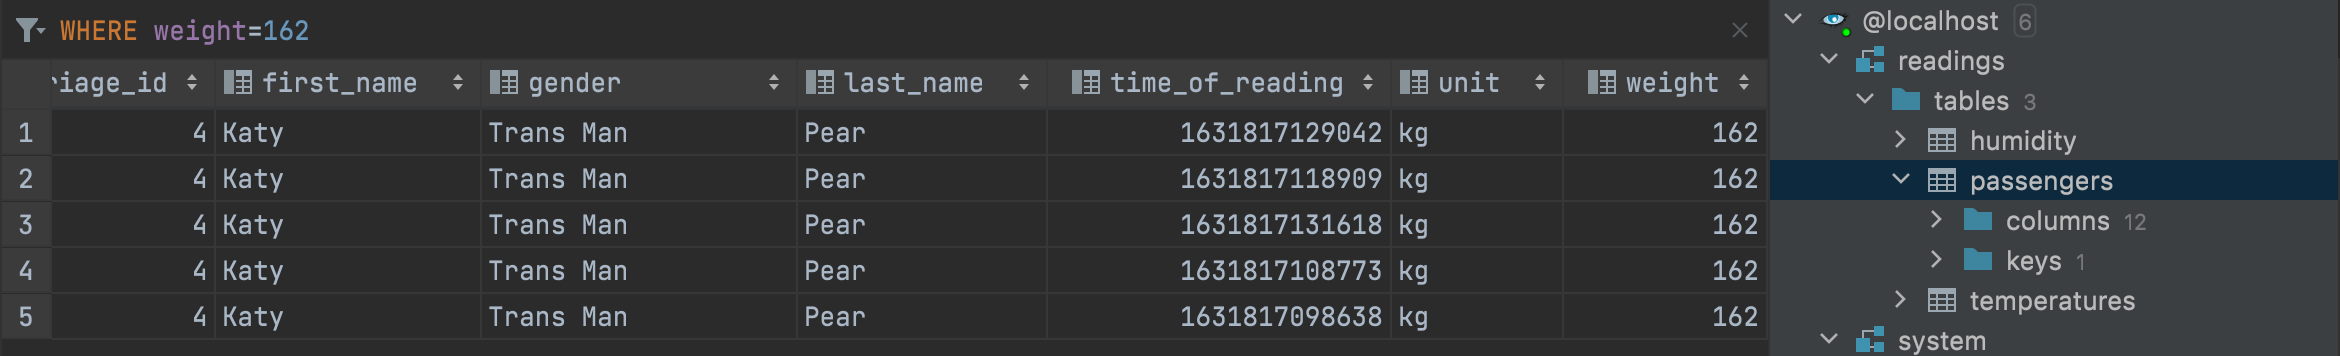 WHERE weight=162
riage_id first_name gender last_name time_of_reading unit weight
1 4 Katy Trans Man Pear 1631817129042 kg 162
2 4 Katy Trans Man Pear 1631817118909 kg 162
3 4 Katy Trans Man Pear 1631817131618 kg 162
4 4 Katy Trans Man Pear 1631817108773 kg 162
5 4 Katy Trans Man Pear 1631817098638 kg 162
@localhost 6
readings
tables 3
humidity
passengers
columns 12
keys 1
temperatures
system